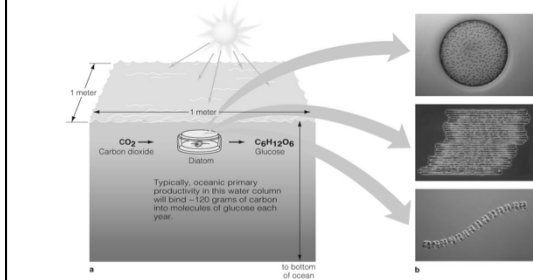 1 meter
1 meter
CO2 → C6H12O6
Carbon dioxide Diatom Glucose
Typically, oceanic primary
productivity in this water column
will bind ~120 grams of carbon
into molecules of glucose each
year.
to bottom
of ocean
a
b